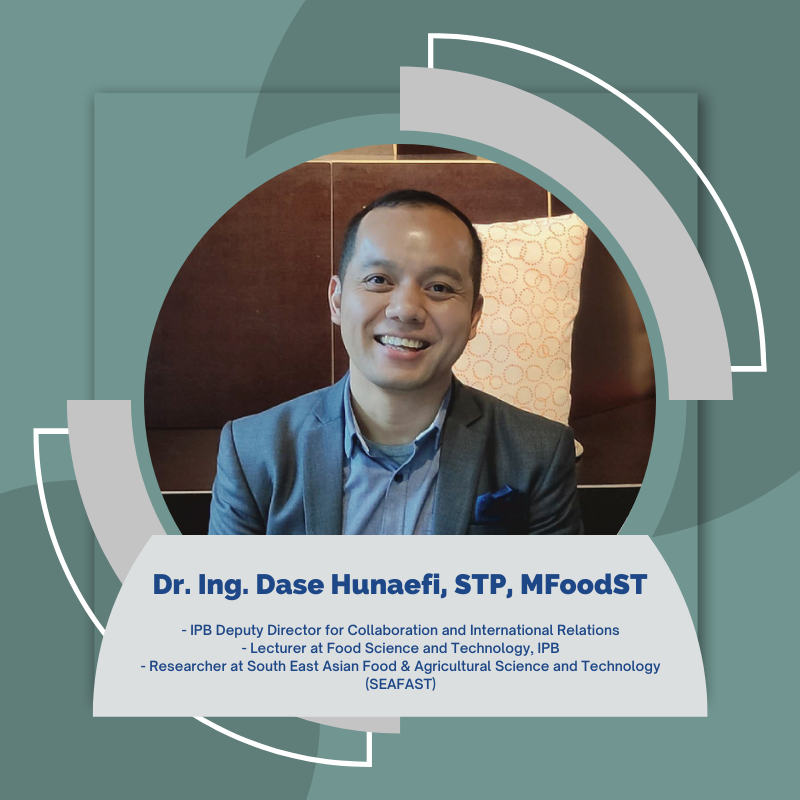 Dr. Ing. Dase Hunaefi, STP, MFoodST
- IPB Deputy Director for Collaboration and International Relations
- Lecturer at Food Science and Technology, IPB
- Researcher at South East Asian Food & Agricultural Science and Technology
(SEAFAST)